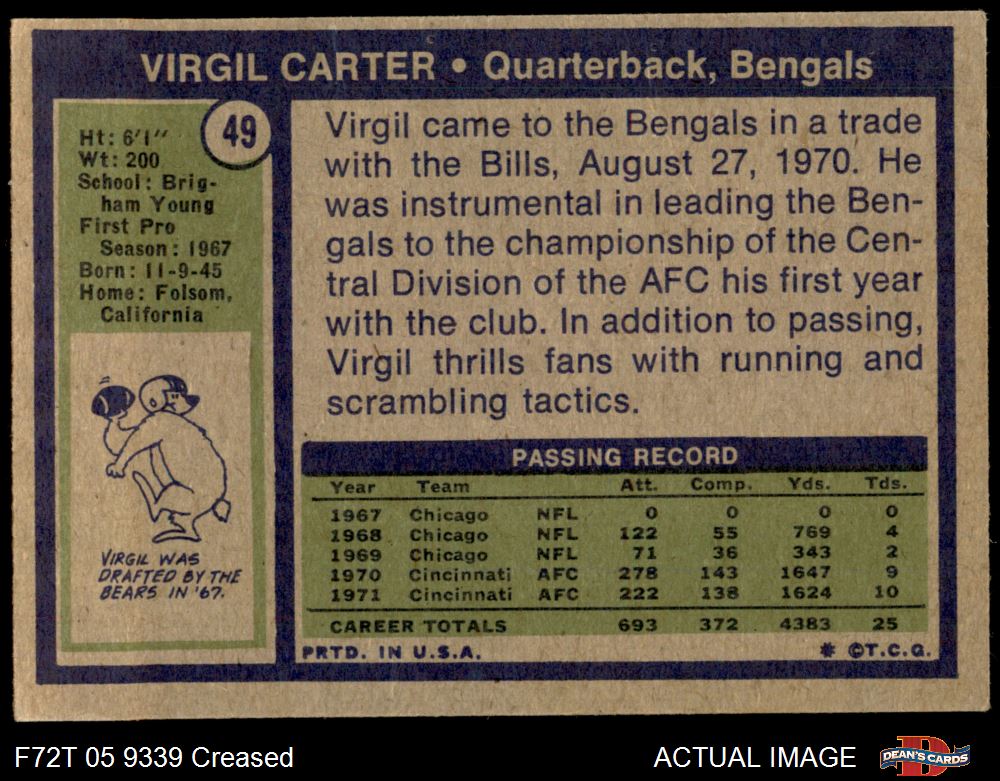 VIRGIL CARTER • Quarterback, Bengals
49
Ht: 6'1"
Wt: 200
School: Brig-
ham Young
First Pro
Season: 1967
Born: 11-9-45
Home: Folsom,
California
VIRGIL WAS
DRAFTED BY THE
BEARS IN '67.
Virgil came to the Bengals in a trade
with the Bills, August 27, 1970. He
was instrumental in leading the Ben-
gals to the championship of the Cen-
tral Division of the AFC his first year
with the club. In addition to passing,
Virgil thrills fans with running and
scrambling tactics.
PASSING RECORD
Year Team Att. Comp. Yds. Tds.
1967 Chicago NFL 0 0 0 0
1968 Chicago NFL 122 55 769 4
1969 Chicago NFL 71 36 343 2
1970 Cincinnati AFC 278 143 1647 9
1971 Cincinnati AFC 222 138 1624 10
CAREER TOTALS 693 372 4383 25
PRTD. IN U.S.A. * ©T.C.G.
F72T 05 9339 Creased ACTUAL IMAGE DEAN'S CARDS